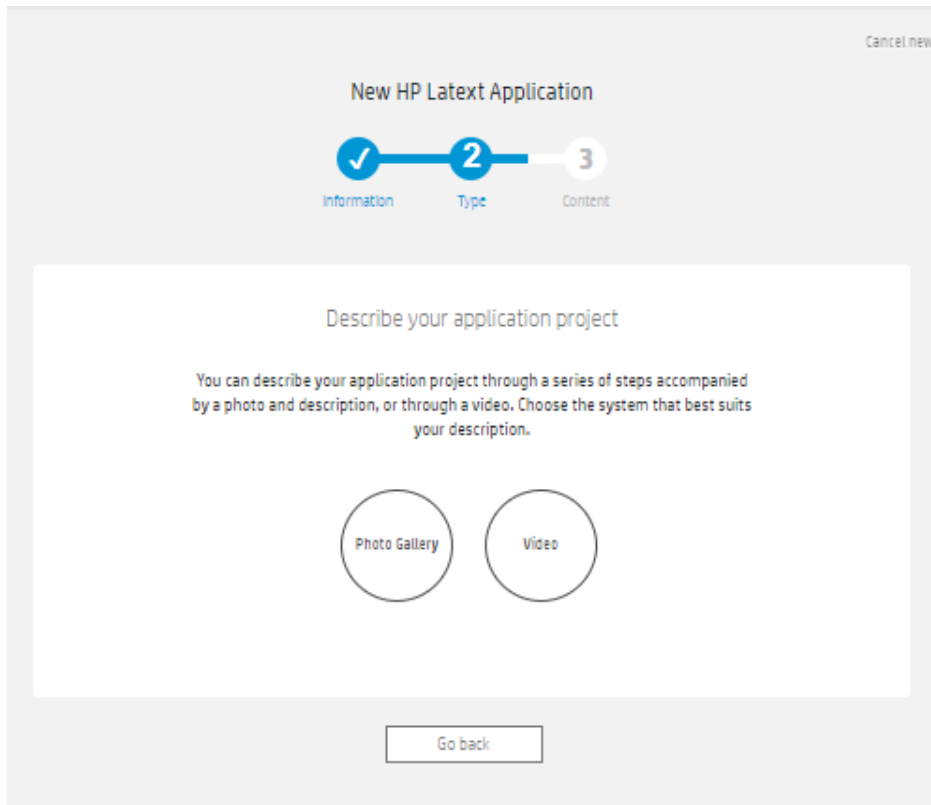 Cancel new
New HP Latext Application
2
3
Information
Type
Content
Describe your application project
You can describe your application project through a series of steps accompanied
by a photo and description, or through a video. Choose the system that best suits
your description.
Photo Gallery
Video
Go back